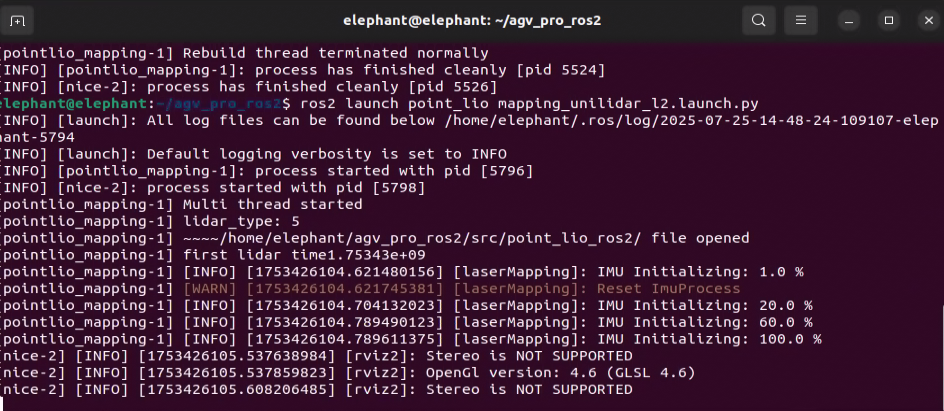 elephant@elephant: ~/agv_pro_ros2
[pointlio_mapping-1] Rebuild thread terminated normally
[INFO] [pointlio_mapping-1]: process has finished cleanly [pid 5524]
[INFO] [nice-2]: process has finished cleanly [pid 5526]
elephant@elephant:~/agv_pro_ros2$ ros2 launch point_lio mapping_unilidar_l2.launch.py
[INFO] [launch]: All log files can be found below /home/elephant/.ros/log/2025-07-25-14-48-24-109107-elep
hant-5794
[INFO] [launch]: Default logging verbosity is set to INFO
[INFO] [pointlio_mapping-1]: process started with pid [5796]
[INFO] [nice-2]: process started with pid [5798]
[pointlio_mapping-1] Multi thread started
[pointlio_mapping-1] lidar_type: 5
[pointlio_mapping-1] ~~~~/home/elephant/agv_pro_ros2/src/point_lio_ros2/ file opened
[pointlio_mapping-1] first lidar time1.75343e+09
[pointlio_mapping-1] [INFO] [1753426104.621480156] [laserMapping]: IMU Initializing: 1.0 %
[pointlio_mapping-1] [WARN] [1753426104.621745381] [laserMapping]: Reset ImuProcess
[pointlio_mapping-1] [INFO] [1753426104.704132023] [laserMapping]: IMU Initializing: 20.0 %
[pointlio_mapping-1] [INFO] [1753426104.789490123] [laserMapping]: IMU Initializing: 60.0 %
[pointlio_mapping-1] [INFO] [1753426104.789611375] [laserMapping]: IMU Initializing: 100.0 %
[nice-2] [INFO] [1753426105.537638984] [rviz2]: Stereo is NOT SUPPORTED
[nice-2] [INFO] [1753426105.537859823] [rviz2]: OpenGl version: 4.6 (GLSL 4.6)
[nice-2] [INFO] [1753426105.608206485] [rviz2]: Stereo is NOT SUPPORTED